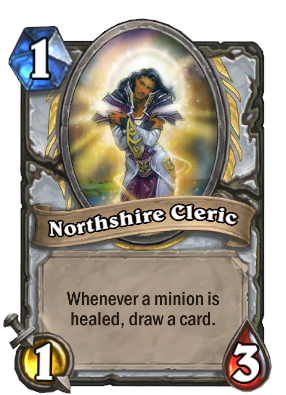 1
Northshire Cleric
Whenever a minion is
healed, draw a card.
1
3